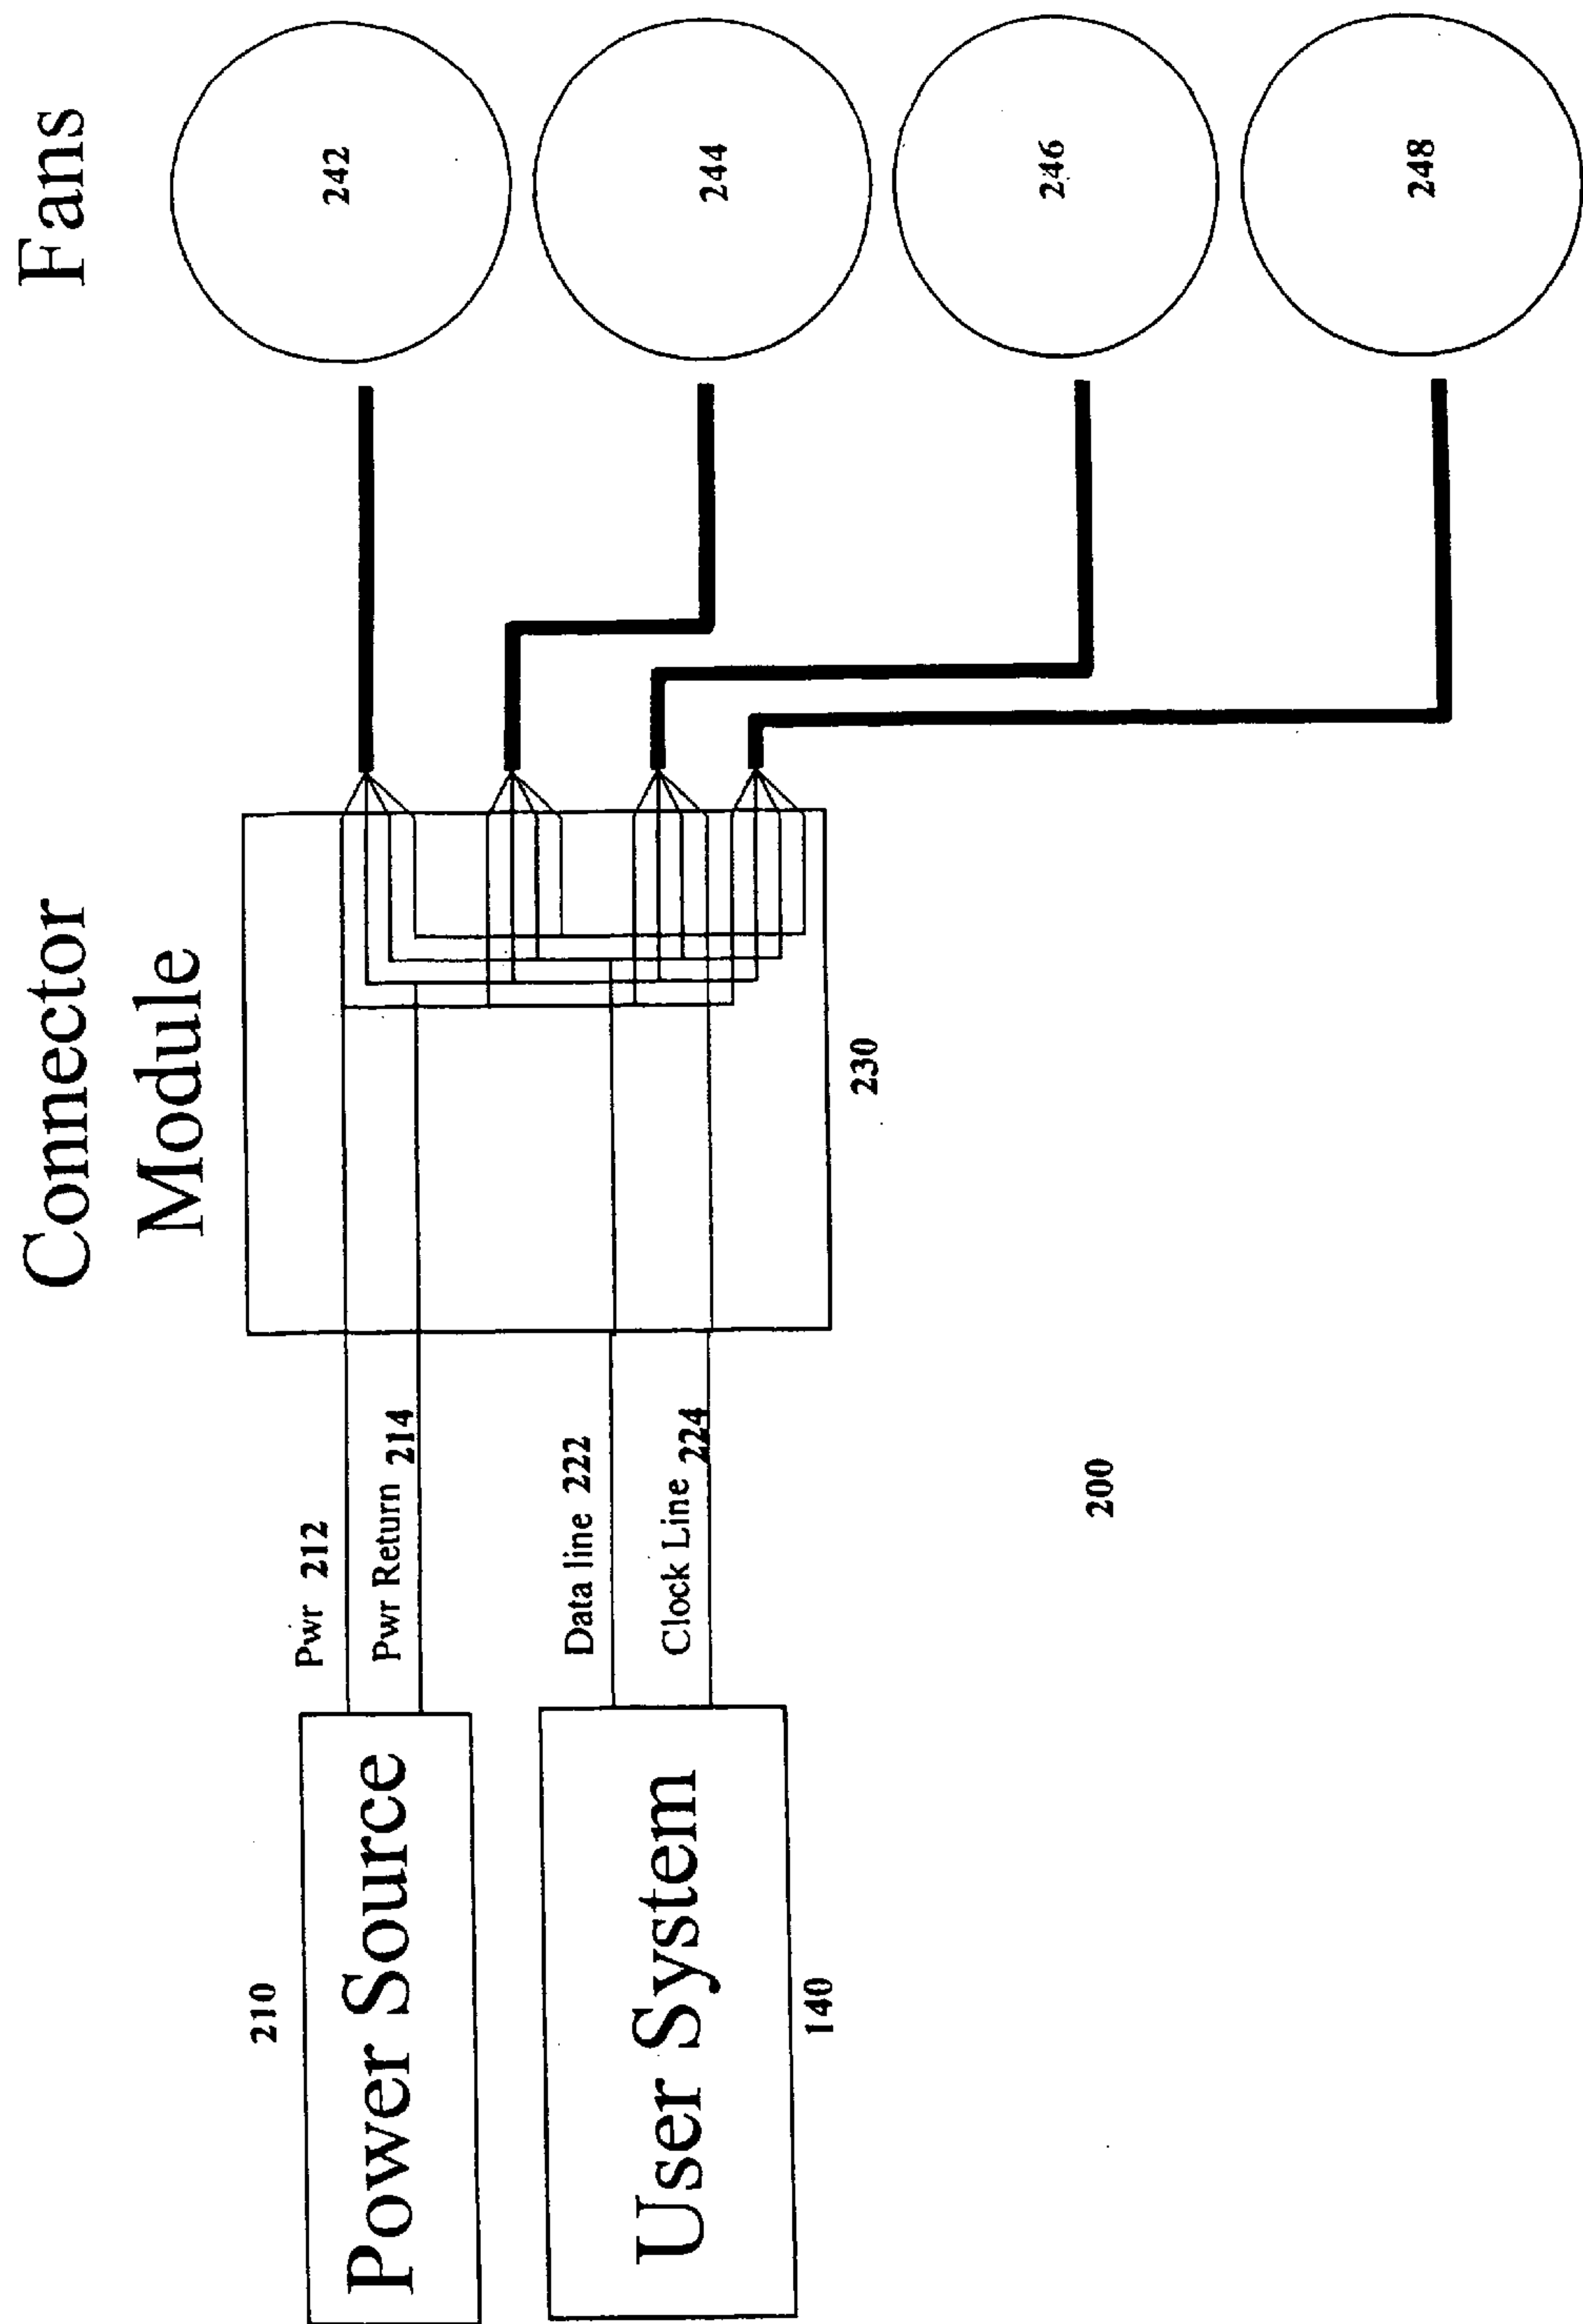 Fans
242
244
246
248
Connector
Module
230
Pwr 212
Pwr Return 214
Data line 222
Clock Line 224
210
Power Source
User System
140
200